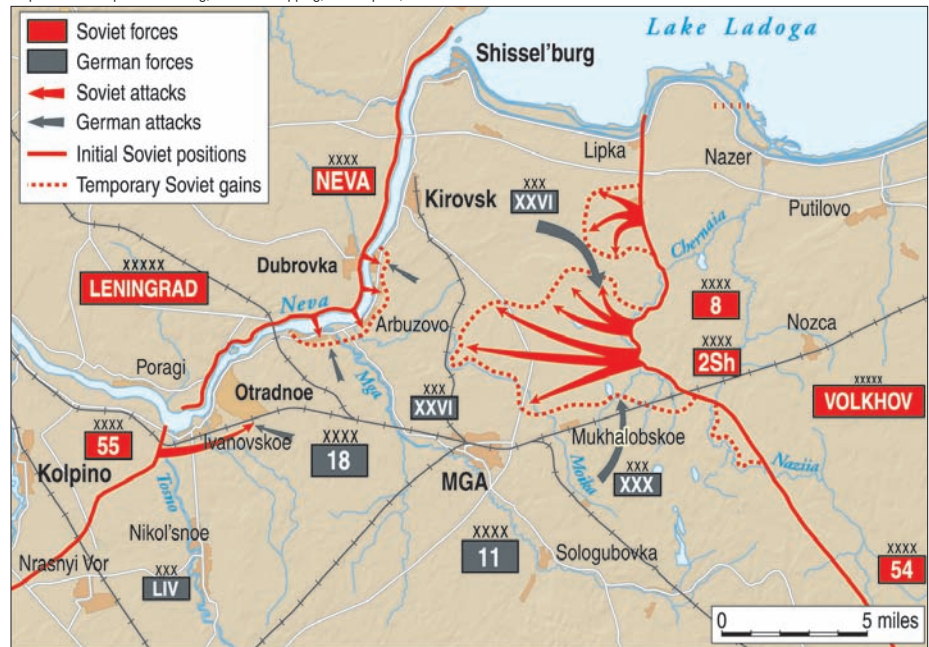 Soviet forces
German forces
Soviet attacks
German attacks
Initial Soviet positions
Temporary Soviet gains
Lake Ladoga
Shissel'burg
Lipka
Nazer
XXXX
NEVA
Kirovsk
XXX
XXVI
Putilovo
Chernaia
Dubrovka
XXXXX
LENINGRAD
Neva
Arbuzovo
XXXX
8
Nozca
XXXX
2Sh
Poragi
Mga
Otradnoe
XXX
XXVI
XXXXX
VOLKHOV
XXXX
55
Ivanovskoe
XXXX
18
Mukhalobskoe
Kolpino
MGA
Moika
XXX
XXX
Naziia
Tosno
Nikol'snoe
XXXX
11
Sologubovka
Nrasnyi Vor
XXX
LIV
XXXX
54
0 5 miles